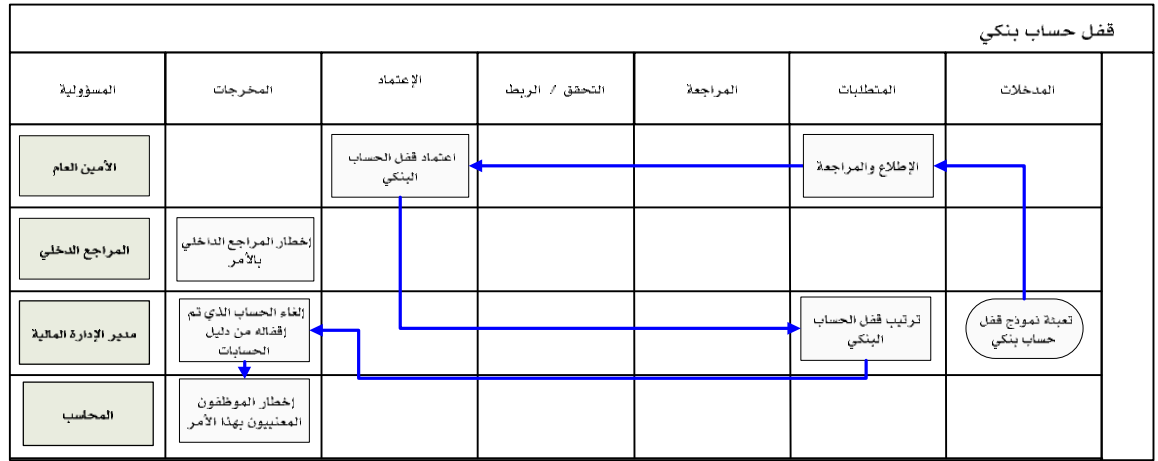 قفل حساب بنكي
المدخلات
المتطلبات
المراجعة
التحقق / الربط
الإعتماد
المخرجات
المسؤولية
الإطلاع والمراجعة
اعتماد قفل الحساب
البنكي
الأمين العام
إخطار المراجع الداخلي
بالأمر
المراجع الدخلي
تعبئة نموذج قفل
حساب بنكي
ترتيب قفل الحساب
البنكي
إلغاء الحساب الذي تم
إقفاله من دليل
الحسابات
مدير الإدارة المالية
إخطار الموظفون
المعنييون بهذا الأمر
المحاسب